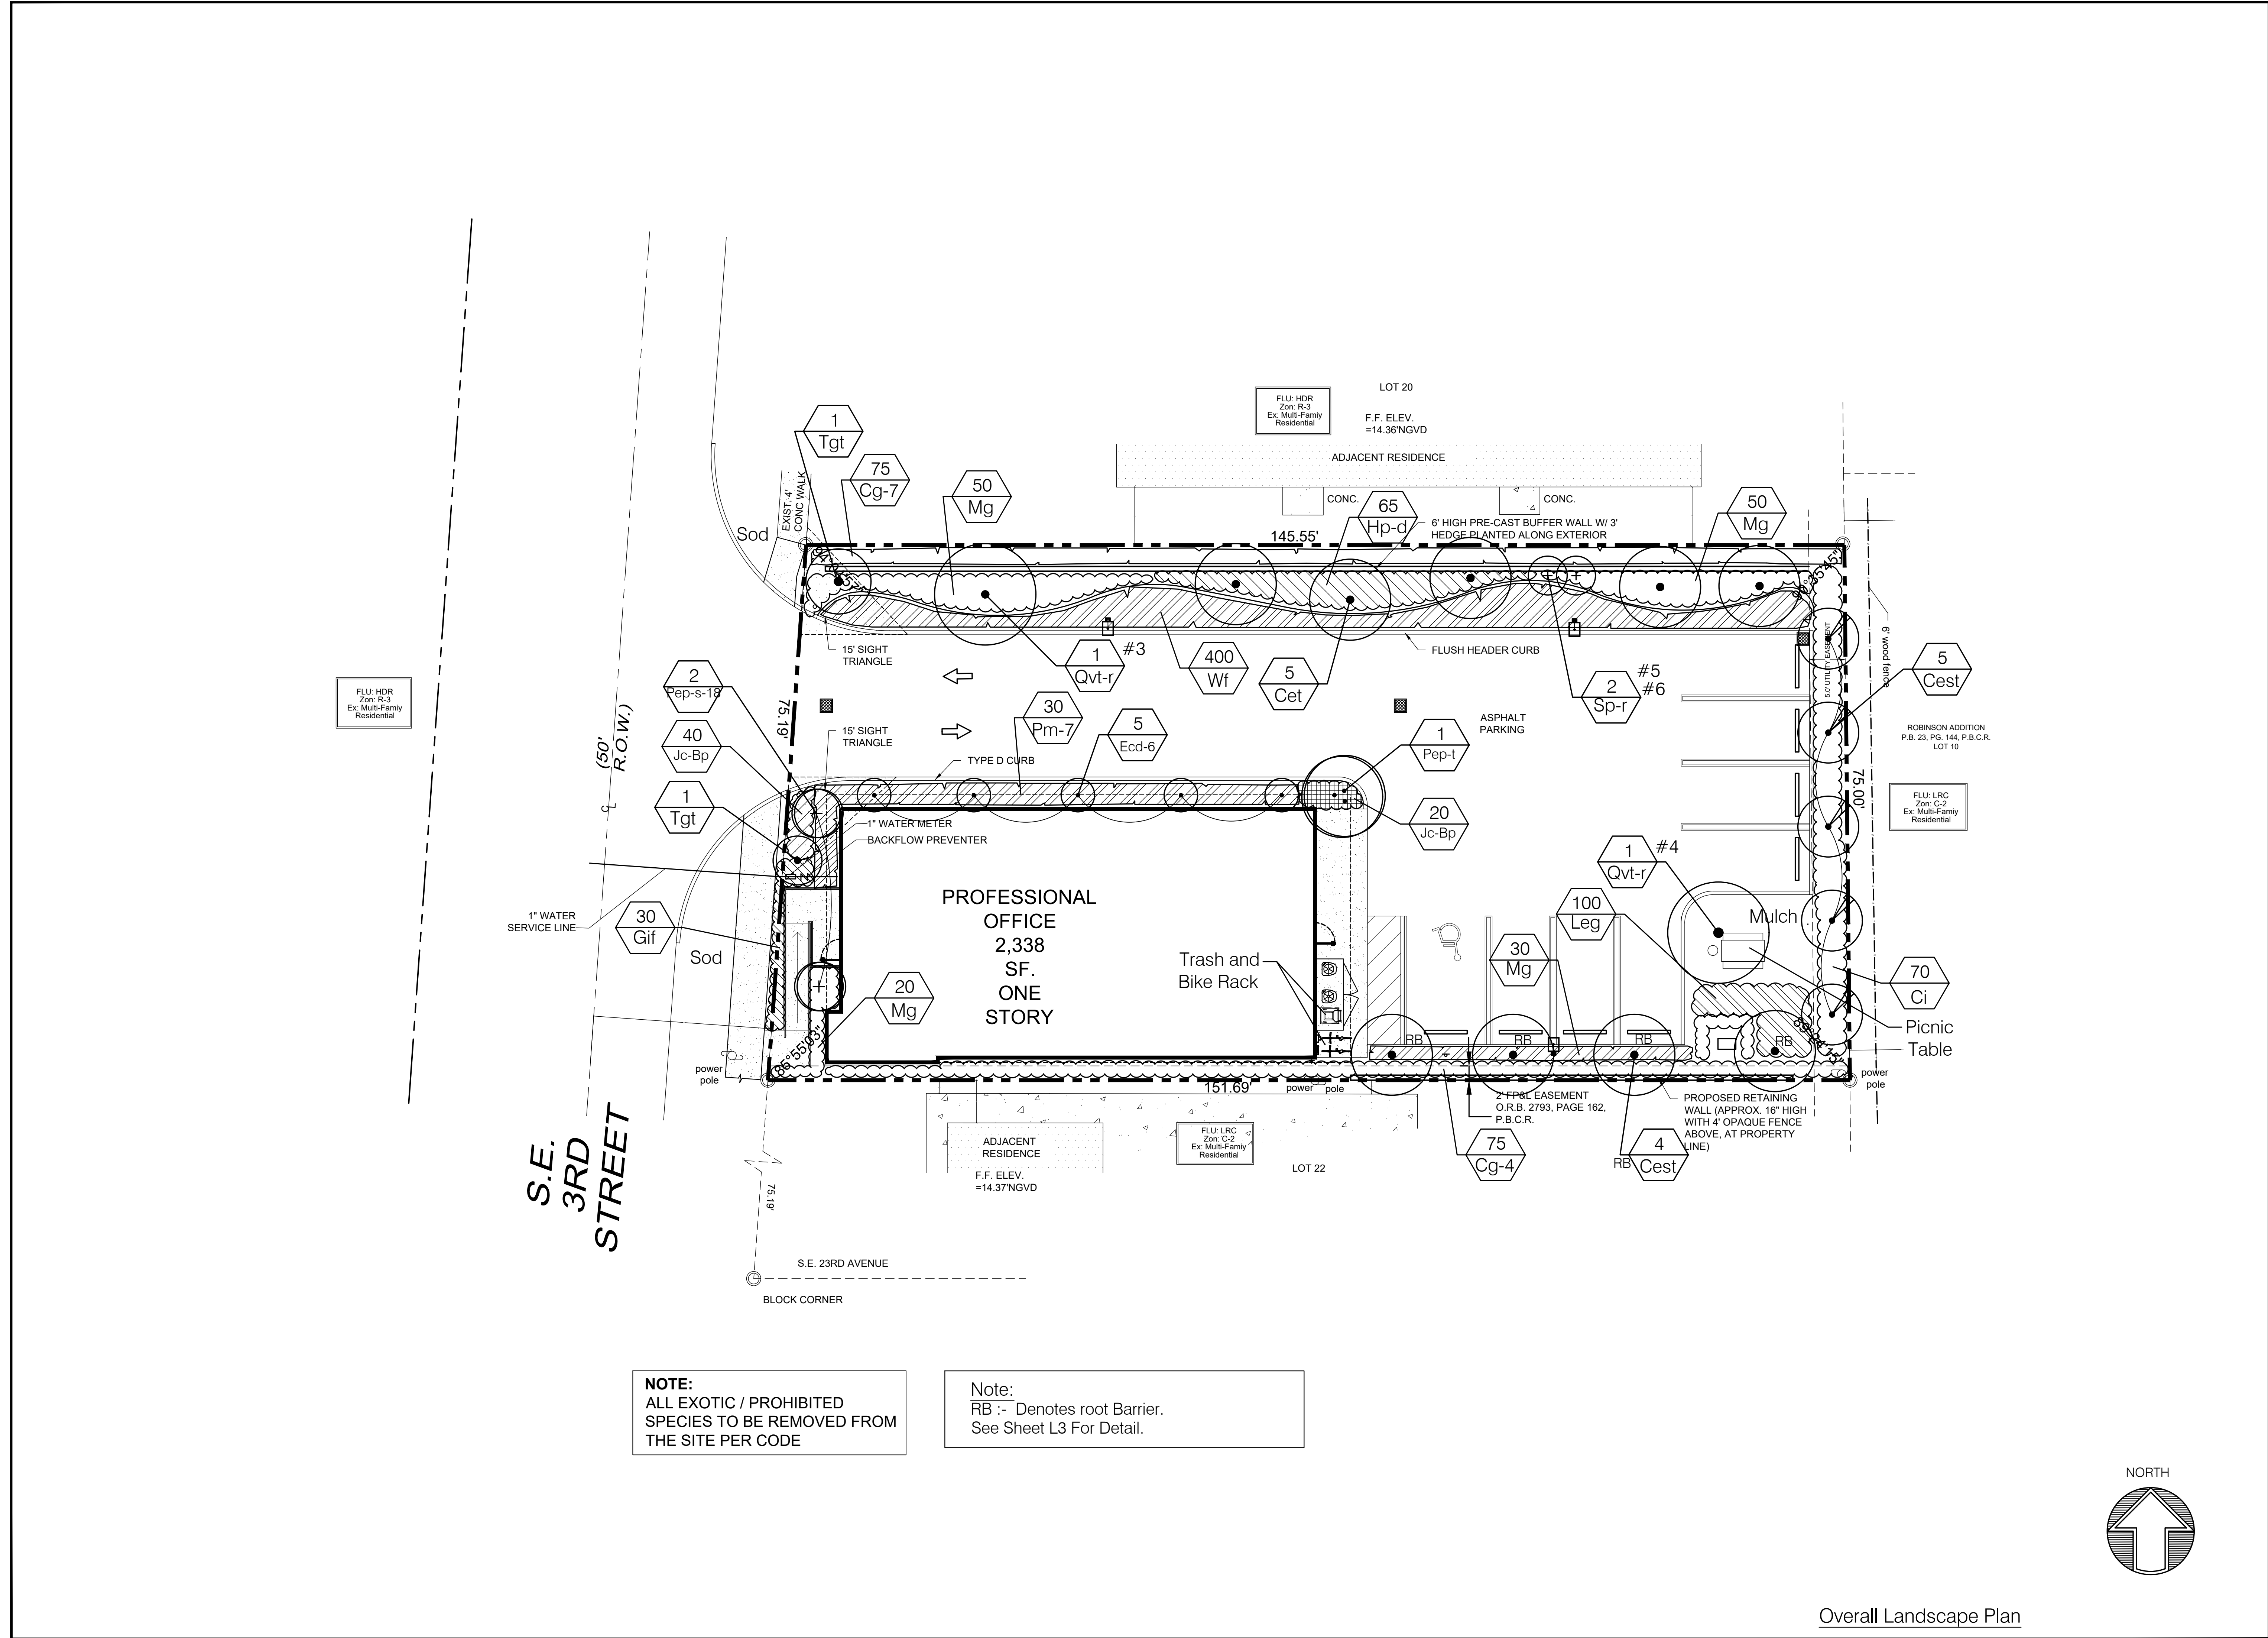 LOT 20
FLU: HDR
Zon: R-3
Ex: Multi-Famiy
Residential
F.F. ELEV.
=14.36'NGVD
ADJACENT RESIDENCE
CONC.
CONC.
1
Tgt
75
Cg-7
50
Mg
65
Hp-d
50
Mg
EXIST. 4'
CONC WALK
Sod
145.55'
6' HIGH PRE-CAST BUFFER WALL W/ 3'
HEDGE PLANTED ALONG EXTERIOR
90°35'45"
15' SIGHT
TRIANGLE
1
Qvt-r
#3
400
Wf
5
Cet
FLUSH HEADER CURB
2
Sp-r
#5
#6
5.0' UTILITY EASEMENT
6' wood fence
5
Cest
FLU: HDR
Zon: R-3
Ex: Multi-Famiy
Residential
(50'
R.O.W.)
2
Pep-s-18
75.19'
40
Jc-Bp
15' SIGHT
TRIANGLE
30
Pm-7
5
Ecd-6
TYPE D CURB
1
Pep-t
ASPHALT
PARKING
ROBINSON ADDITION
P.B. 23, PG. 144, P.B.C.R.
LOT 10
75.00'
FLU: LRC
Zon: C-2
Ex: Multi-Famiy
Residential
1
Tgt
1" WATER METER
BACKFLOW PREVENTER
20
Jc-Bp
1
Qvt-r
#4
1" WATER
SERVICE LINE
30
Gif
Sod
PROFESSIONAL
OFFICE
2,338
SF.
ONE
STORY
100
Leg
Mulch
30
Mg
Trash and
Bike Rack
20
Mg
70
Ci
Picnic
Table
86°55'03"
RB
RB
RB
RB
89°24'15"
power
pole
151.69'
power
pole
power
pole
2' FP&L EASEMENT
O.R.B. 2793, PAGE 162,
P.B.C.R.
PROPOSED RETAINING
WALL (APPROX. 16" HIGH
WITH 4' OPAQUE FENCE
ABOVE, AT PROPERTY
LINE)
75
Cg-4
RB
4
Cest
ADJACENT
RESIDENCE
F.F. ELEV.
=14.37'NGVD
FLU: LRC
Zon: C-2
Ex: Multi-Famiy
Residential
LOT 22
S.E.
3RD
STREET
75.19'
S.E. 23RD AVENUE
BLOCK CORNER
NOTE:
ALL EXOTIC / PROHIBITED
SPECIES TO BE REMOVED FROM
THE SITE PER CODE
Note:
RB :- Denotes root Barrier.
See Sheet L3 For Detail.
NORTH
Overall Landscape Plan